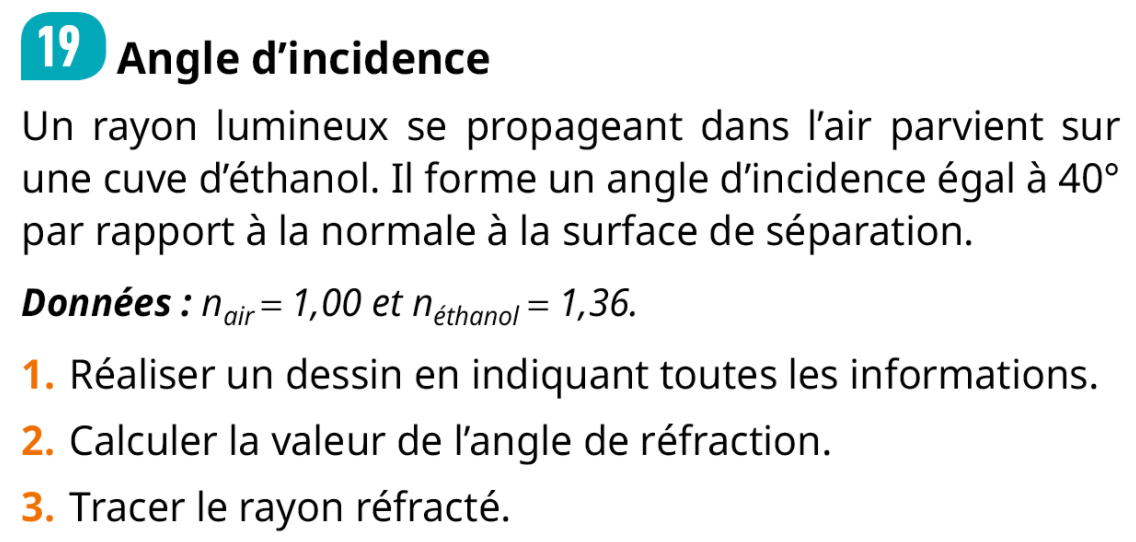 19 Angle d’incidence
Un rayon lumineux se propageant dans l’air parvient sur
une cuve d’éthanol. Il forme un angle d’incidence égal à 40°
par rapport à la normale à la surface de séparation.
Données : n_air = 1,00 et n_éthanol = 1,36.
1. Réaliser un dessin en indiquant toutes les informations.
2. Calculer la valeur de l’angle de réfraction.
3. Tracer le rayon réfracté.